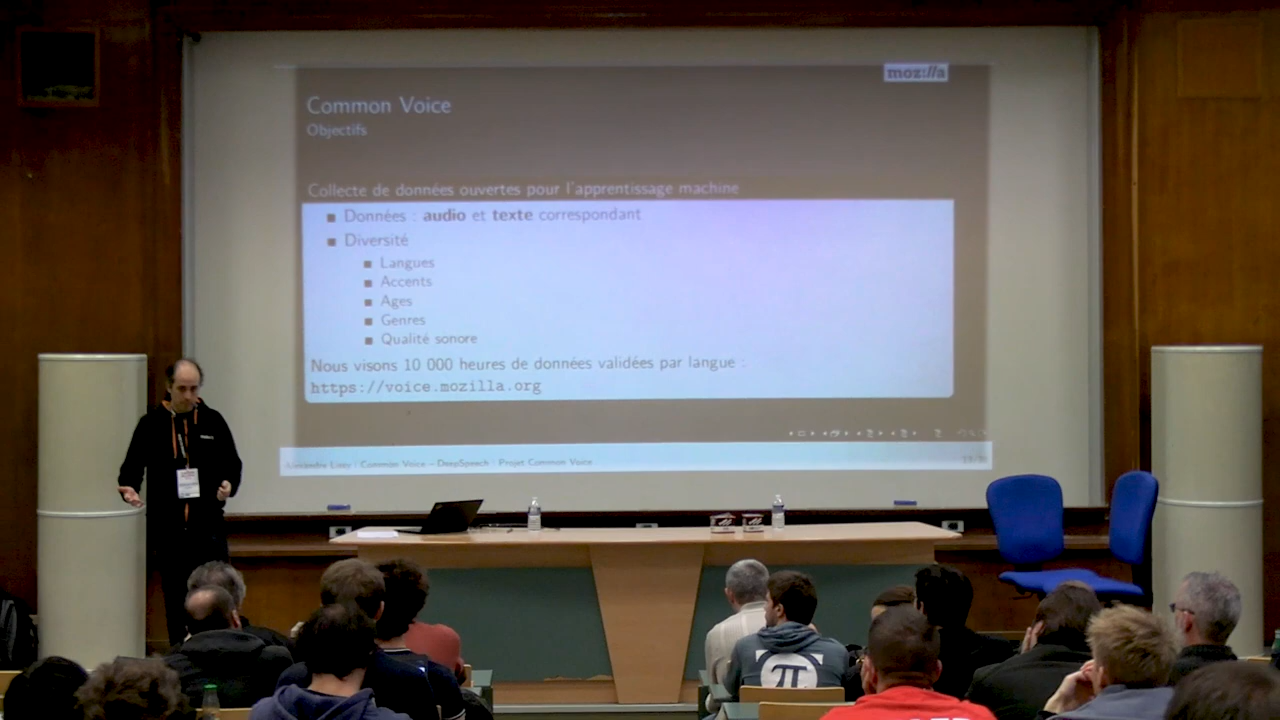 moz://a
Common Voice
Objectifs
Collecte de données ouvertes pour l'apprentissage machine
Données : audio et texte correspondant
Diversité
Langues
Accents
Ages
Genres
Qualité sonore
Nous visons 10 000 heures de données validées par langue :
https://voice.mozilla.org
Common Voice – DeepSpeech : Projet Common Voice
π